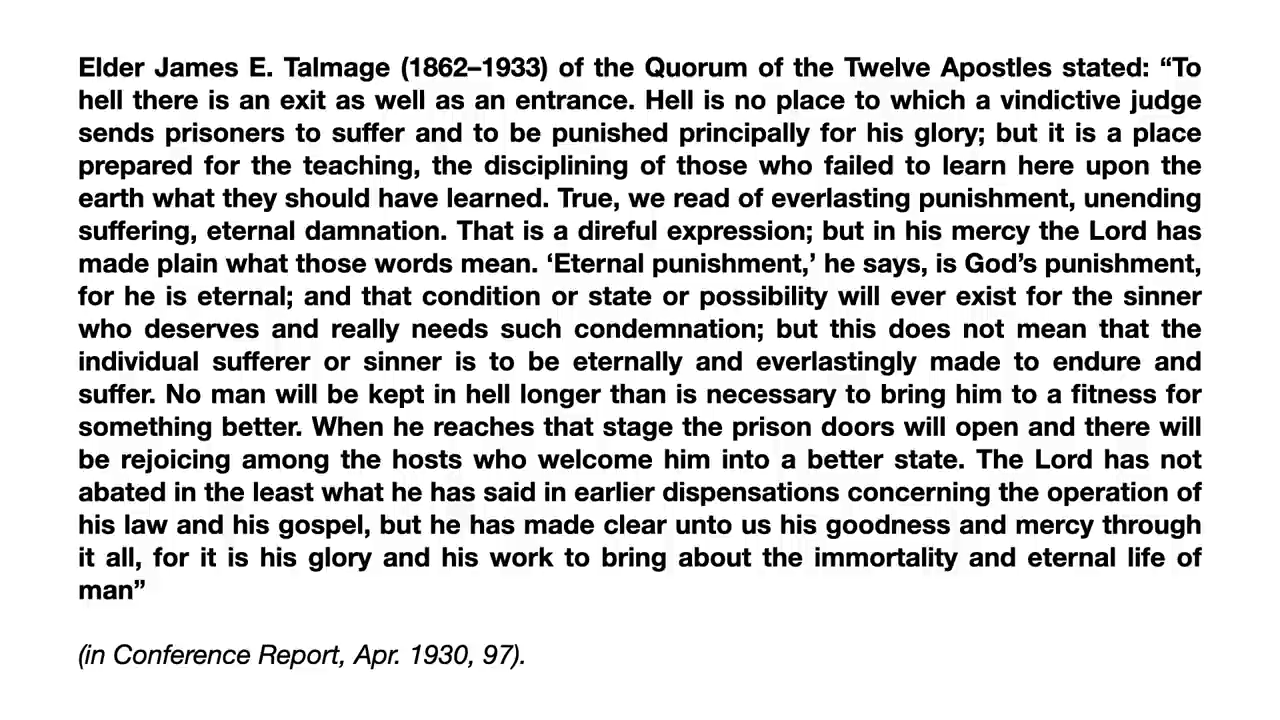 Elder James E. Talmage (1862–1933) of the Quorum of the Twelve Apostles stated: “To
hell there is an exit as well as an entrance. Hell is no place to which a vindictive judge
sends prisoners to suffer and to be punished principally for his glory; but it is a place
prepared for the teaching, the disciplining of those who failed to learn here upon the
earth what they should have learned. True, we read of everlasting punishment, unending
suffering, eternal damnation. That is a direful expression; but in his mercy the Lord has
made plain what those words mean. ‘Eternal punishment,’ he says, is God’s punishment,
for he is eternal; and that condition or state or possibility will ever exist for the sinner
who deserves and really needs such condemnation; but this does not mean that the
individual sufferer or sinner is to be eternally and everlastingly made to endure and
suffer. No man will be kept in hell longer than is necessary to bring him to a fitness for
something better. When he reaches that stage the prison doors will open and there will
be rejoicing among the hosts who welcome him into a better state. The Lord has not
abated in the least what he has said in earlier dispensations concerning the operation of
his law and his gospel, but he has made clear unto us his goodness and mercy through
it all, for it is his glory and his work to bring about the immortality and eternal life of
man”
(in Conference Report, Apr. 1930, 97).